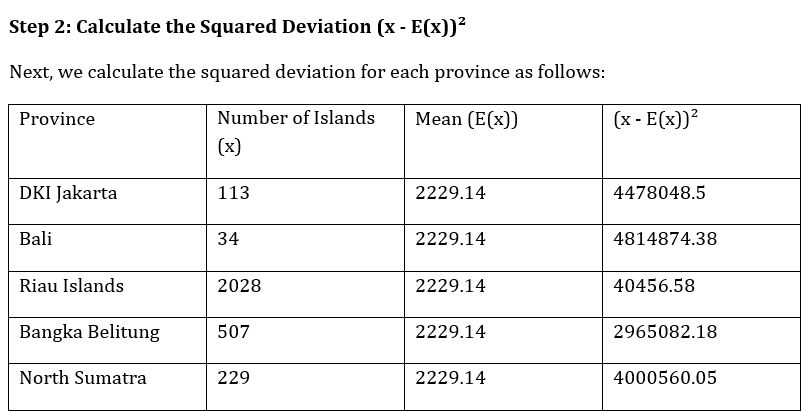 Step 2: Calculate the Squared Deviation (x - E(x))²
Next, we calculate the squared deviation for each province as follows:
Province Number of Islands (x) Mean (E(x)) (x - E(x))²
DKI Jakarta 113 2229.14 4478048.5
Bali 34 2229.14 4814874.38
Riau Islands 2028 2229.14 40456.58
Bangka Belitung 507 2229.14 2965082.18
North Sumatra 229 2229.14 4000560.05